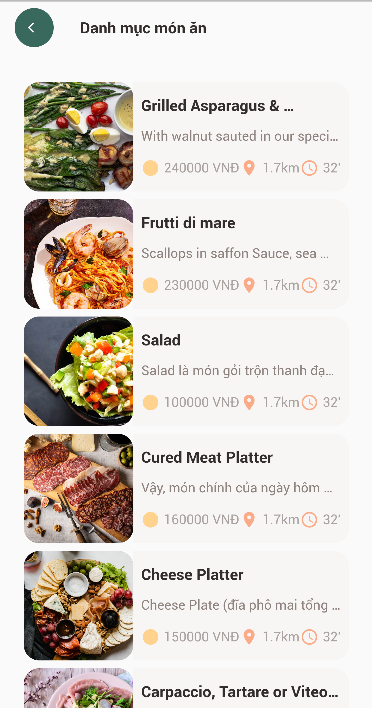 Danh mục món ăn
Grilled Asparagus & ...
With walnut sauted in our speci...
240000 VNĐ 1.7km 32'
Frutti di mare
Scallops in saffon Sauce, sea ...
230000 VNĐ 1.7km 32'
Salad
Salad là món gỏi trộn thanh đạ...
100000 VNĐ 1.7km 32'
Cured Meat Platter
Vậy, món chính của ngày hôm ...
160000 VNĐ 1.7km 32'
Cheese Platter
Cheese Plate (đĩa phô mai tổng ...
150000 VNĐ 1.7km 32'
Carpaccio, Tartare or Viteo...